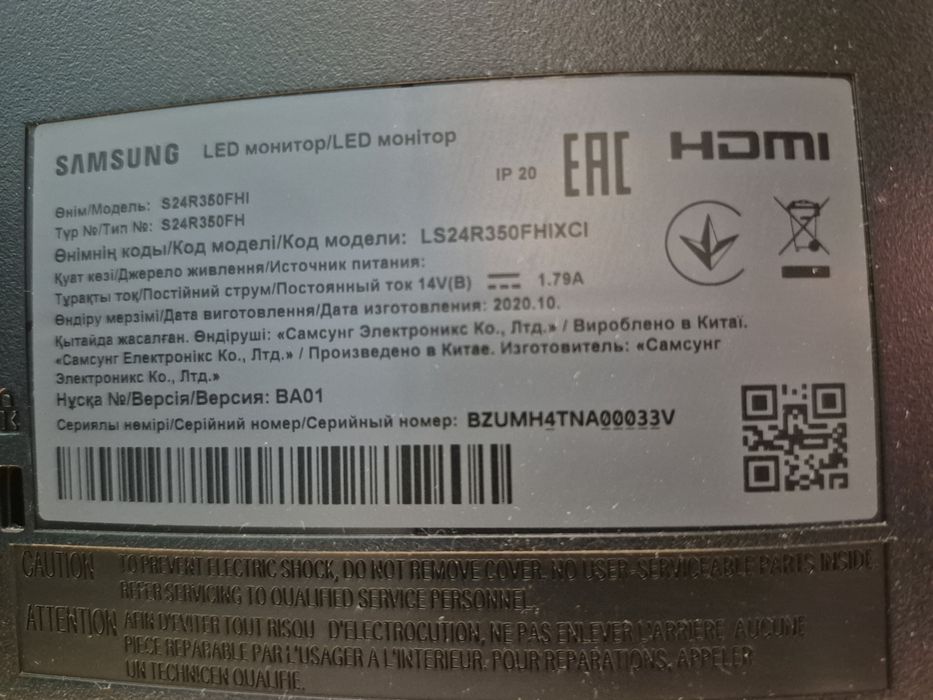 SAMSUNG LED монитор/LED монітор
IP 20
EAC
HDMI
Өнім/Модель: S24R350FHI
Түр №/Тип №: S24R350FH
Өнімнің коды/Код моделі/Код модели: LS24R350FHIXCI
Қуат көзі/Джерело живлення/Источник питания:
Тұрақты тоқ/Постійний струм/Постоянный ток 14V(В) 1.79A
Өндіру мерзімі/Дата виготовлення/Дата изготовления: 2020.10.
Қытайда жасалған. Өндіруші: «Самсунг Электроникс Ко., Лтд.» / Вироблено в Китаї.
«Самсунг Електронікс Ко., Лтд.» / Произведено в Китае. Изготовитель: «Самсунг
Электроникс Ко., Лтд.»
Нұсқа №/Версія/Версия: BA01
Сериялы нөмірі/Серійний номер/Серийный номер: BZUMH4TNA00033V
CAUTION TO PREVENT ELECTRIC SHOCK, DO NOT REMOVE COVER. NO USER-SERVICEABLE PARTS INSIDE
REFER SERVICING TO QUALIFIED SERVICE PERSONNEL.
ATTENTION AFIN D'EVITER TOUT RISOU D'ELECTROCUTION, NE PAS ENLEVER L'ARRIERE AUCUNE
PIECE REPARABLE PAR L'USAGER A L'INTERIEUR. POUR REPARATIONS, APPELER
UN TECHNICEN QUALIFIE.